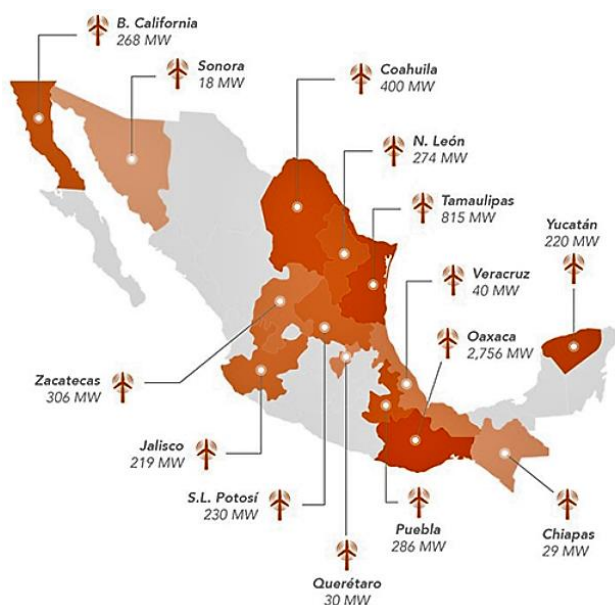 B. California
268 MW
Sonora
18 MW
Coahuila
400 MW
N. León
274 MW
Tamaulipas
815 MW
Yucatán
220 MW
Veracruz
40 MW
Oaxaca
2,756 MW
Zacatecas
306 MW
Jalisco
219 MW
S.L. Potosí
230 MW
Puebla
286 MW
Chiapas
29 MW
Querétaro
30 MW